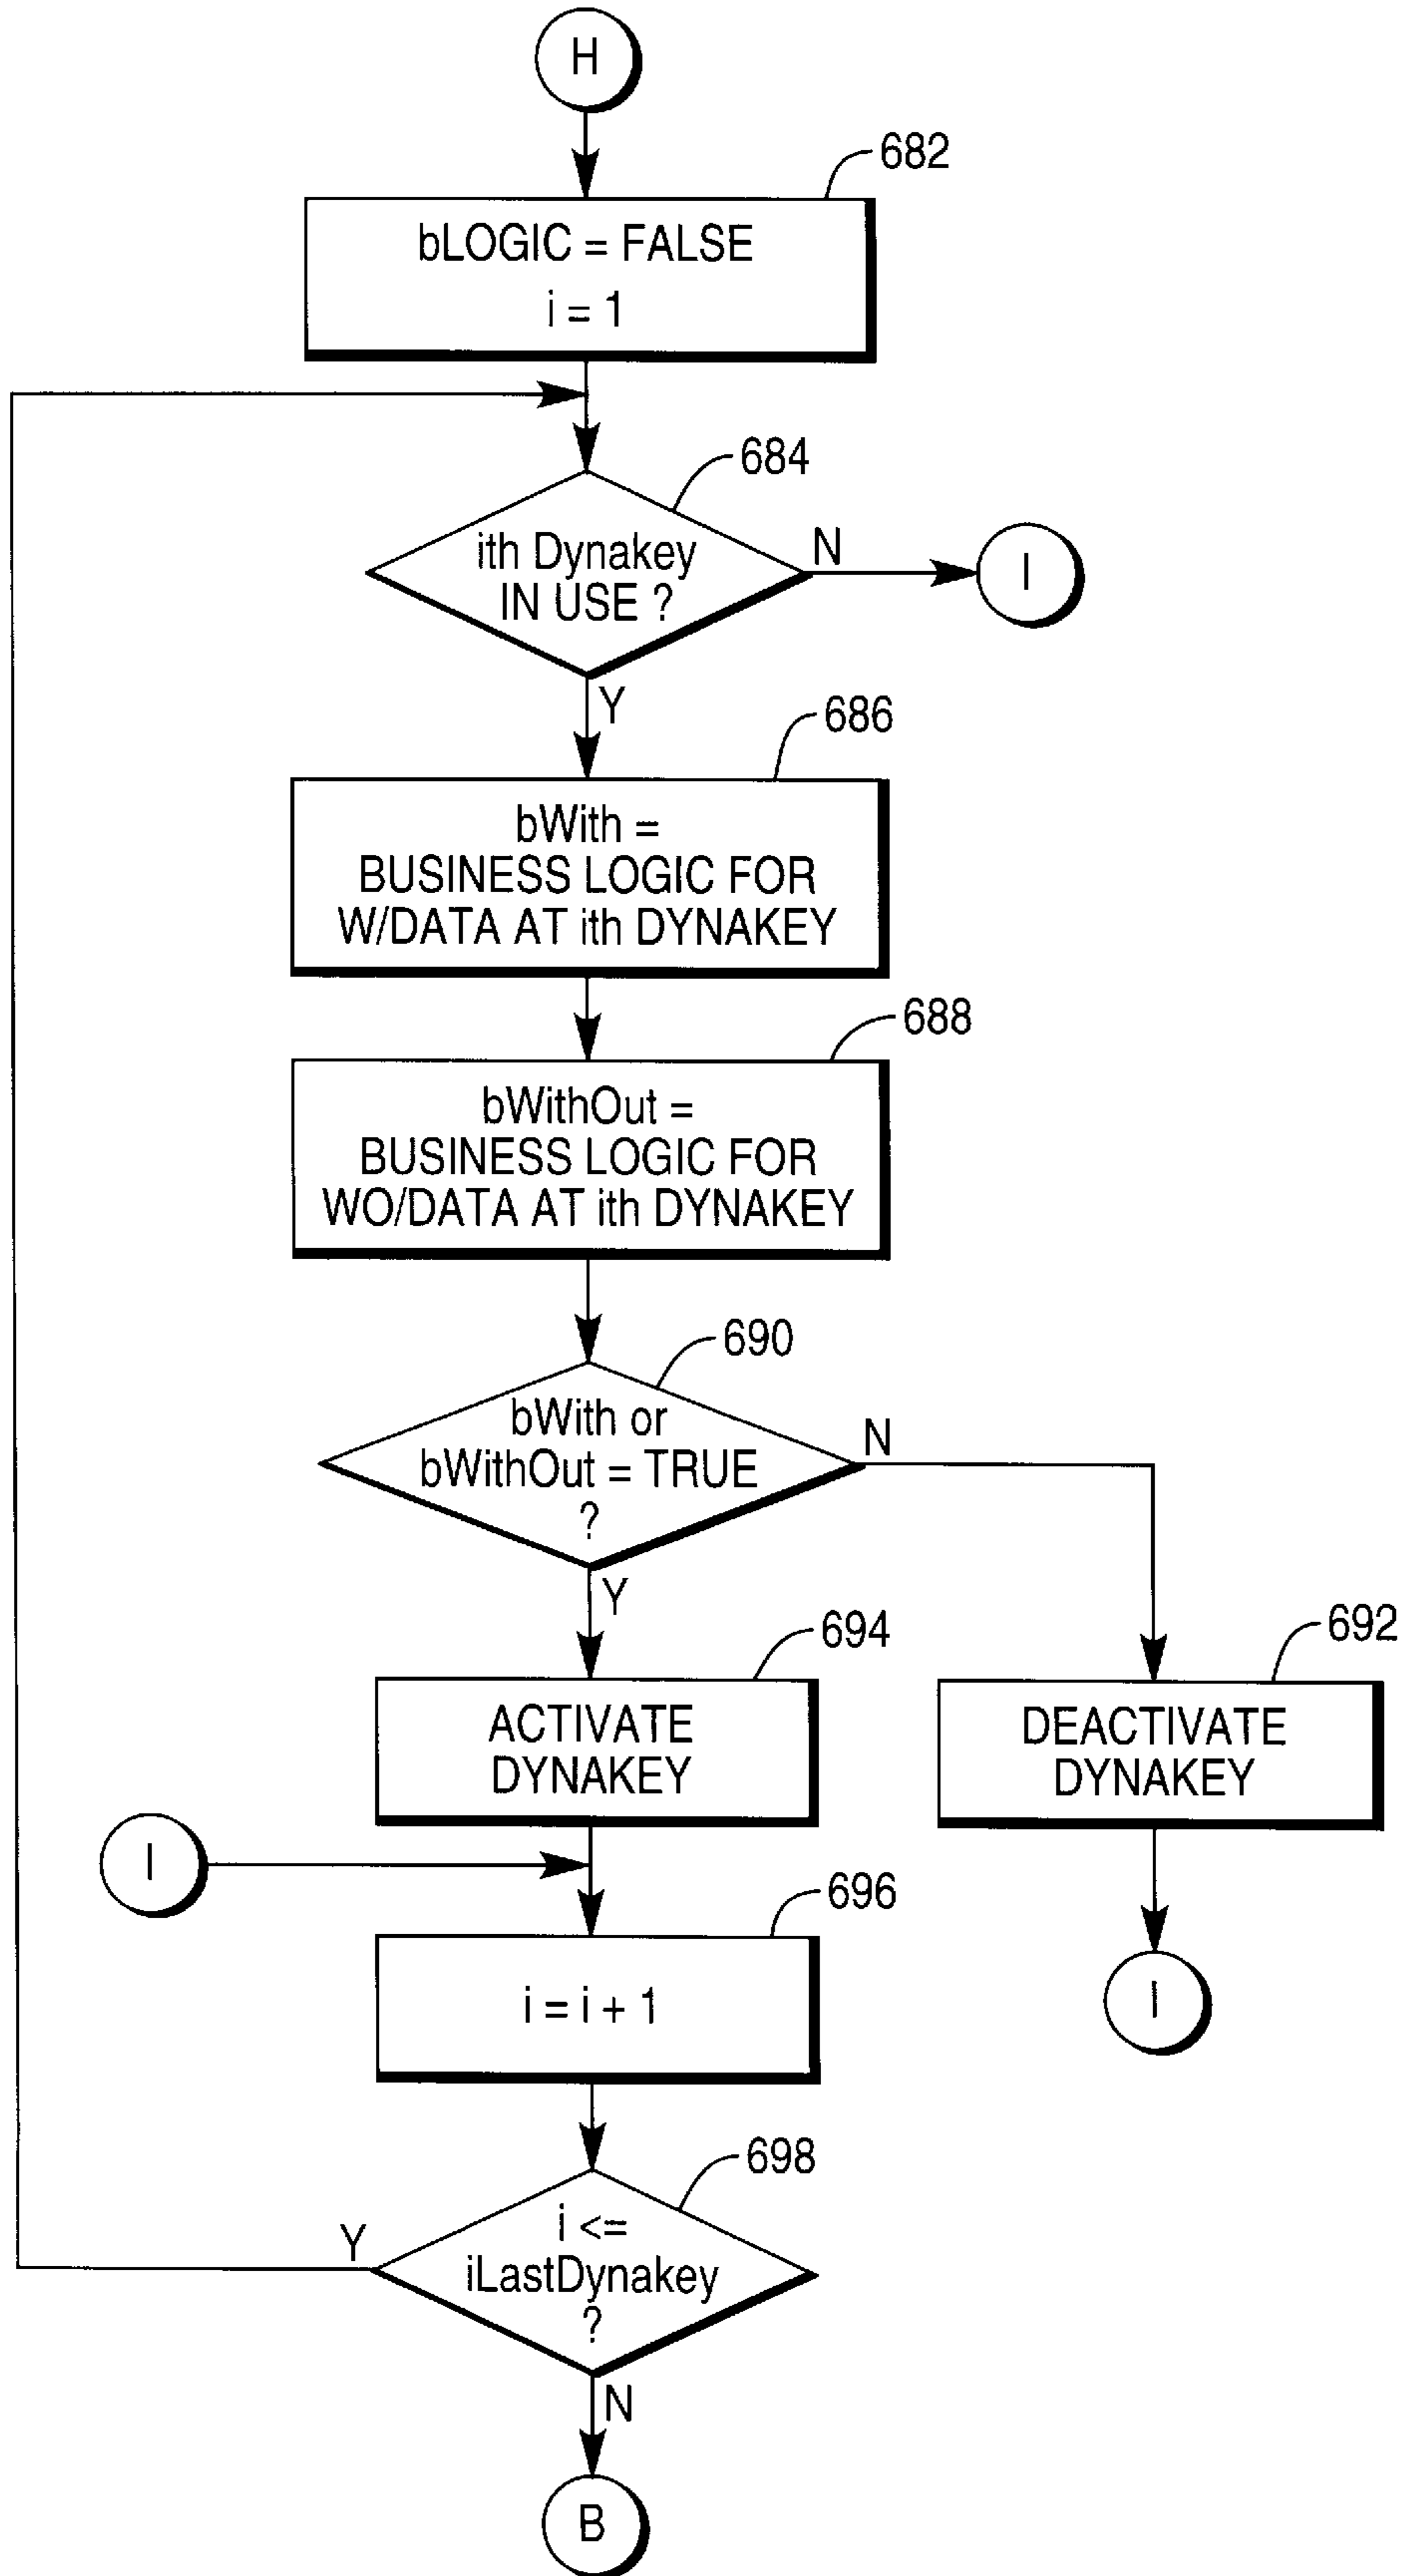 H
682
bLOGIC = FALSE
i = 1
684
ith Dynakey
IN USE ?
N
I
Y
686
bWith =
BUSINESS LOGIC FOR
W/DATA AT ith DYNAKEY
688
bWithOut =
BUSINESS LOGIC FOR
WO/DATA AT ith DYNAKEY
690
bWith or
bWithOut = TRUE
?
N
Y
694
ACTIVATE
DYNAKEY
692
DEACTIVATE
DYNAKEY
I
696
i = i + 1
I
698
i <=
iLastDynakey
?
Y
N
B